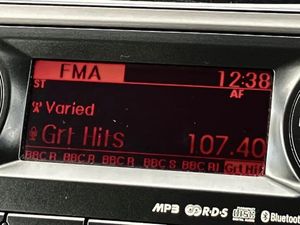 FMA 12:38
ST AF
Varied
Grt Hits 107.40
BBC R BBC R BBC R BBC S BBC Ri Grt Hit
MP3 R·D·S Bluetooth